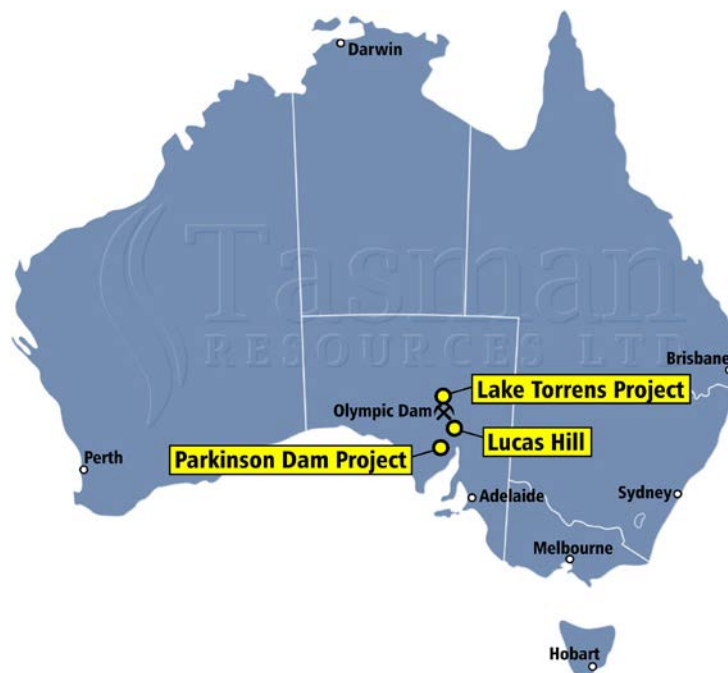 Darwin
Tasman
RESOURCES LTD
Brisbane
Lake Torrens Project
Olympic Dam
Lucas Hill
Parkinson Dam Project
Perth
Adelaide
Sydney
Melbourne
Hobart